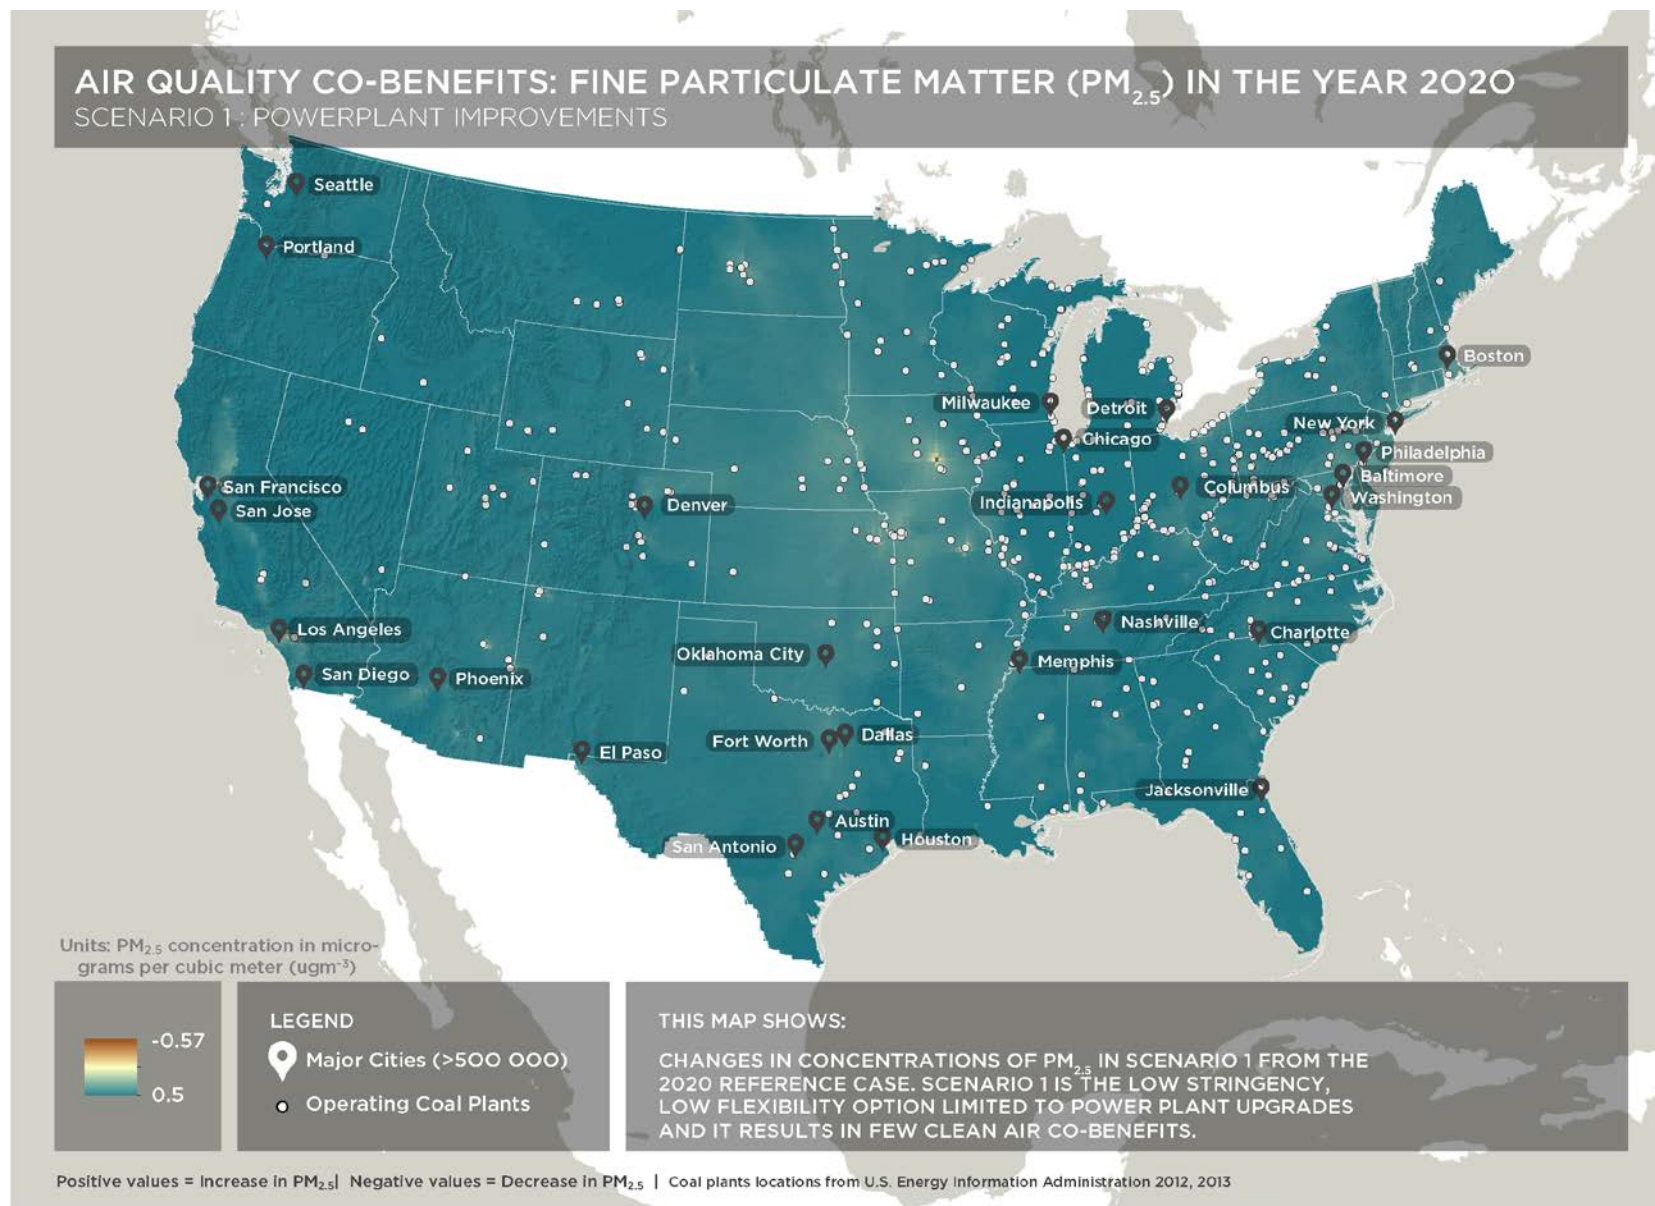 AIR QUALITY CO-BENEFITS: FINE PARTICULATE MATTER (PM2.5) IN THE YEAR 2020
SCENARIO 1 : POWERPLANT IMPROVEMENTS
Seattle
Portland
Boston
Milwaukee
Detroit
New York
Chicago
Philadelphia
Baltimore
San Francisco
Columbus
Washington
San Jose
Denver
Indianapolis
Nashville
Los Angeles
Charlotte
Oklahoma City
Memphis
San Diego
Phoenix
Fort Worth
Dallas
El Paso
Jacksonville
Austin
San Antonio
Houston
Units: PM2.5 concentration in micro-
grams per cubic meter (ugm-3)
-0.57
0.5
LEGEND
Major Cities (>500 000)
Operating Coal Plants
THIS MAP SHOWS:
CHANGES IN CONCENTRATIONS OF PM2.5 IN SCENARIO 1 FROM THE
2020 REFERENCE CASE. SCENARIO 1 IS THE LOW STRINGENCY,
LOW FLEXIBILITY OPTION LIMITED TO POWER PLANT UPGRADES
AND IT RESULTS IN FEW CLEAN AIR CO-BENEFITS.
Positive values = Increase in PM2.5| Negative values = Decrease in PM2.5 | Coal plants locations from U.S. Energy Information Administration 2012, 2013